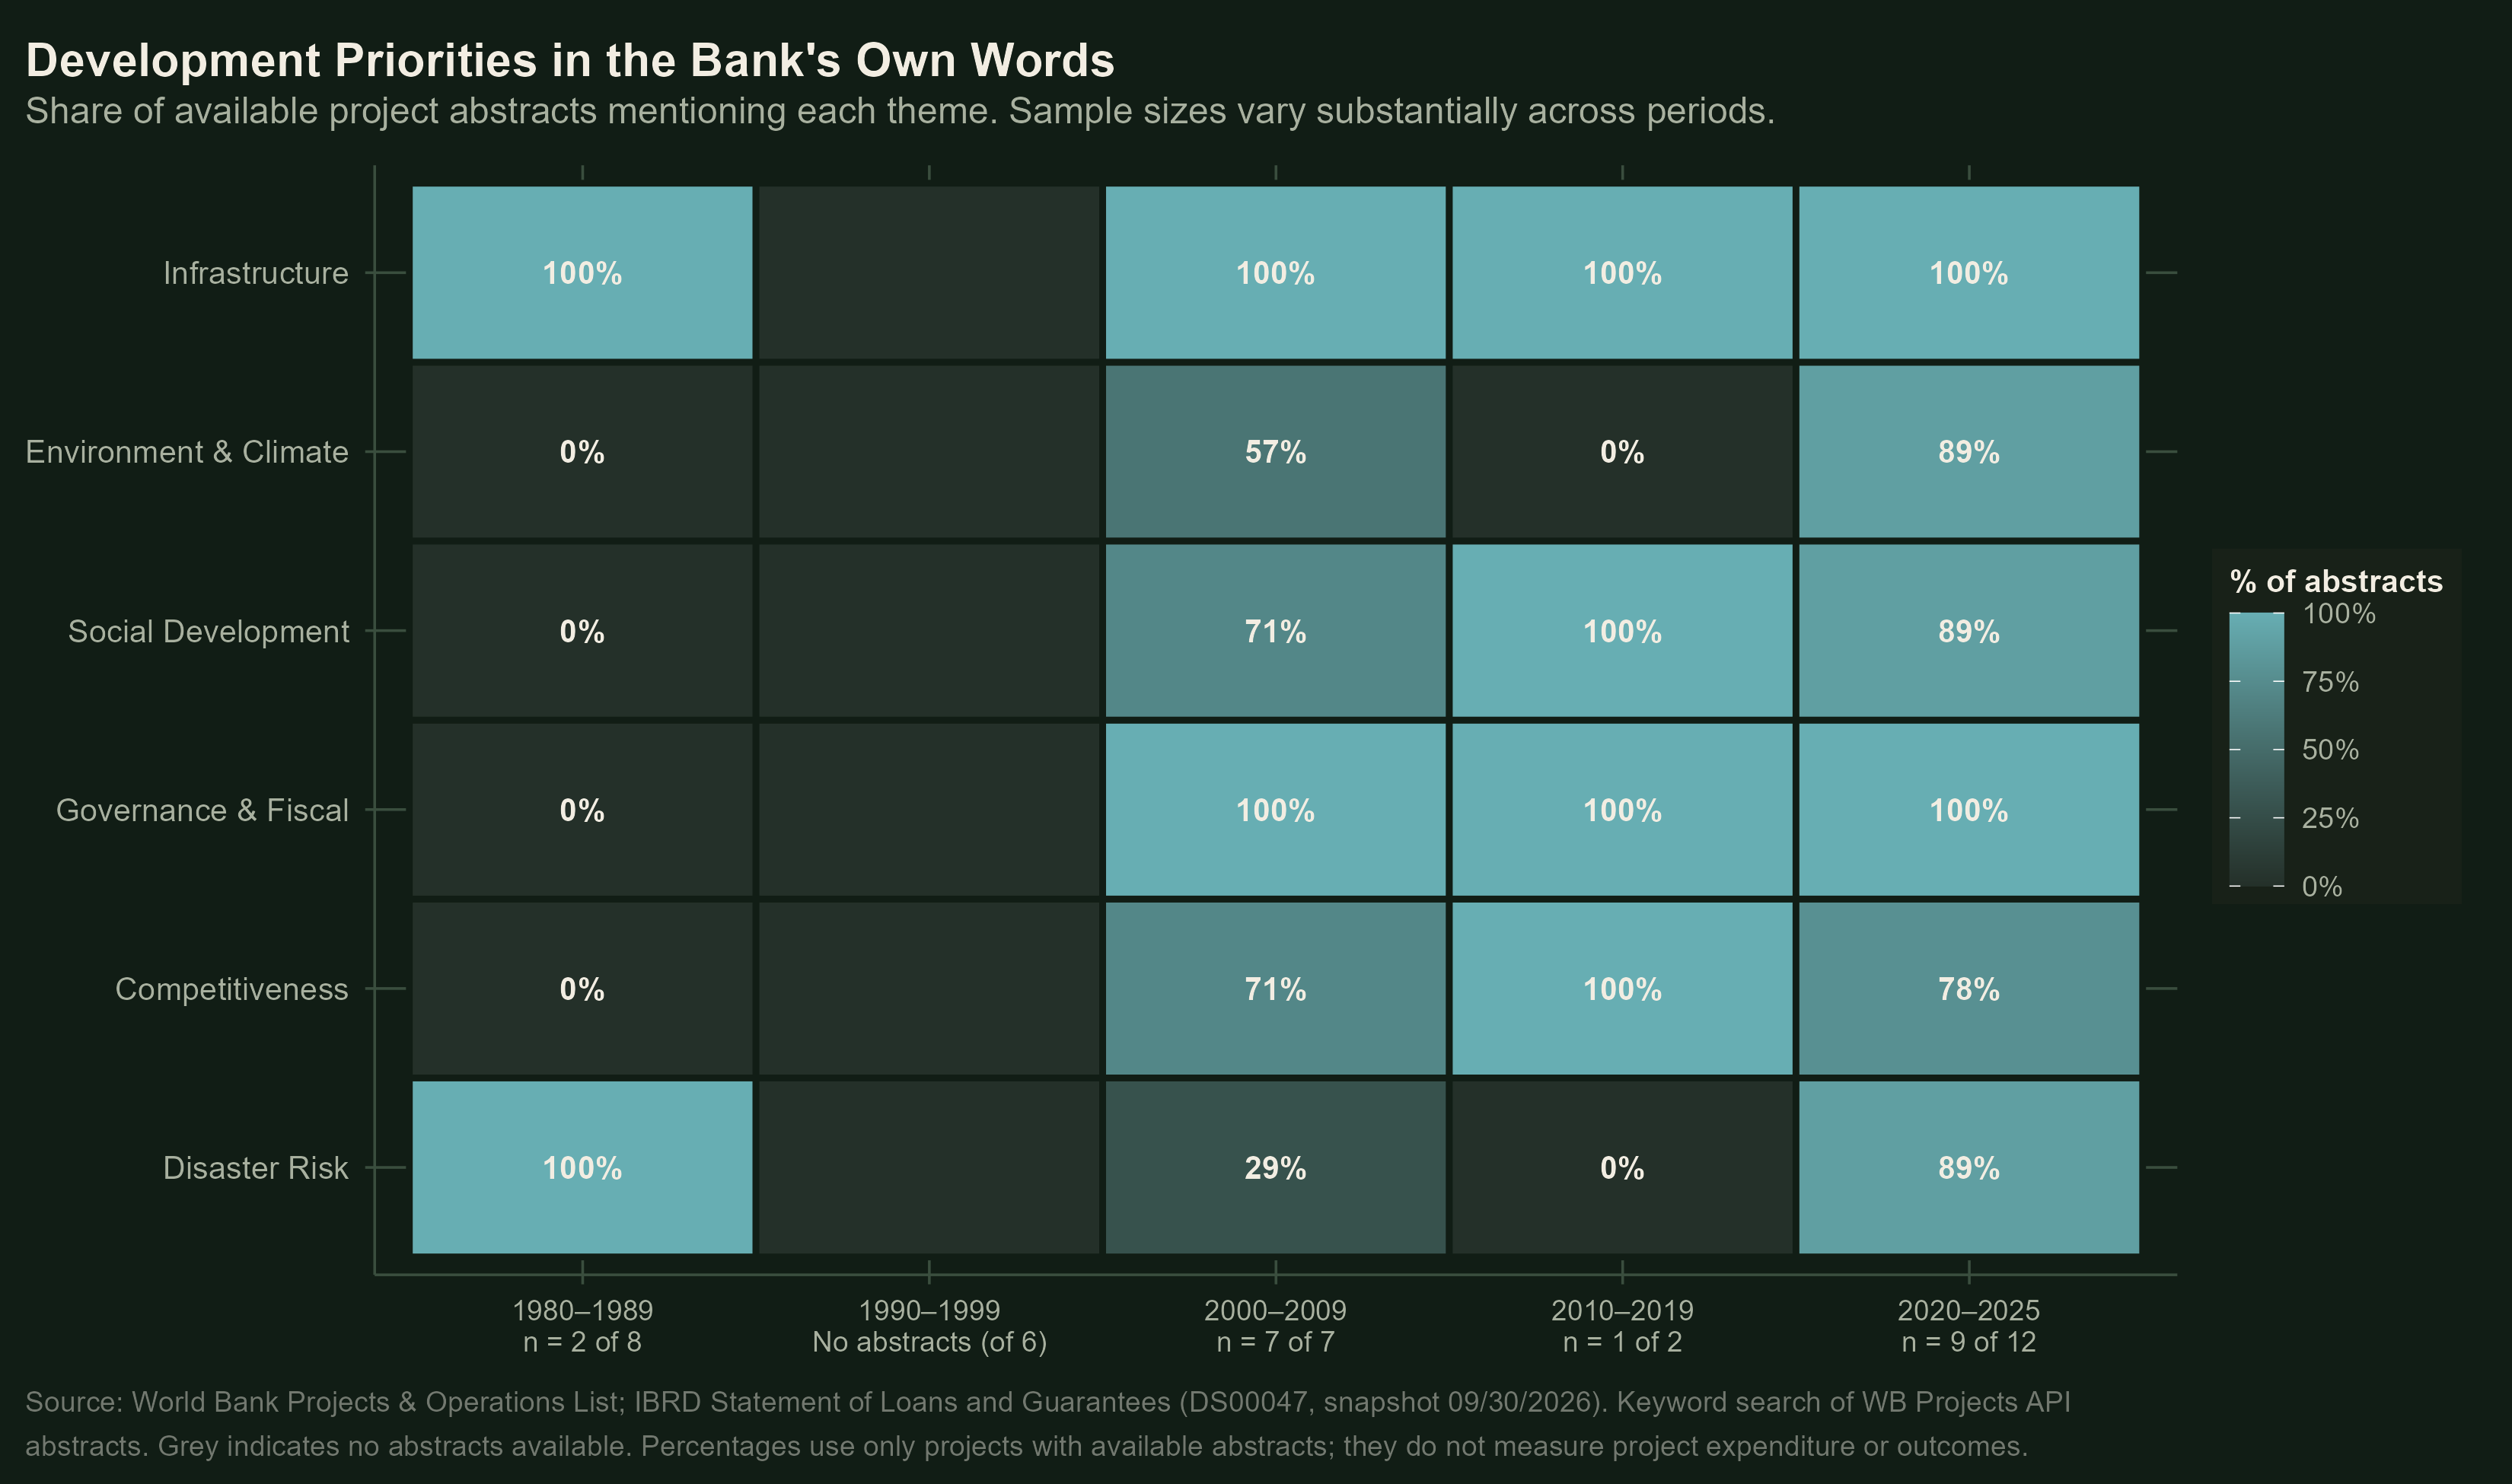 Development Priorities in the Bank's Own Words
Share of available project abstracts mentioning each theme. Sample sizes vary substantially across periods.
Infrastructure
100%
100%
100%
100%
Environment & Climate
0%
57%
0%
89%
Social Development
0%
71%
100%
89%
Governance & Fiscal
0%
100%
100%
100%
Competitiveness
0%
71%
100%
78%
Disaster Risk
100%
29%
0%
89%
% of abstracts
100%
75%
50%
25%
0%
1980–1989
n = 2 of 8
1990–1999
No abstracts (of 6)
2000–2009
n = 7 of 7
2010–2019
n = 1 of 2
2020–2025
n = 9 of 12
Source: World Bank Projects & Operations List; IBRD Statement of Loans and Guarantees (DS00047, snapshot 09/30/2026). Keyword search of WB Projects API
abstracts. Grey indicates no abstracts available. Percentages use only projects with available abstracts; they do not measure project expenditure or outcomes.